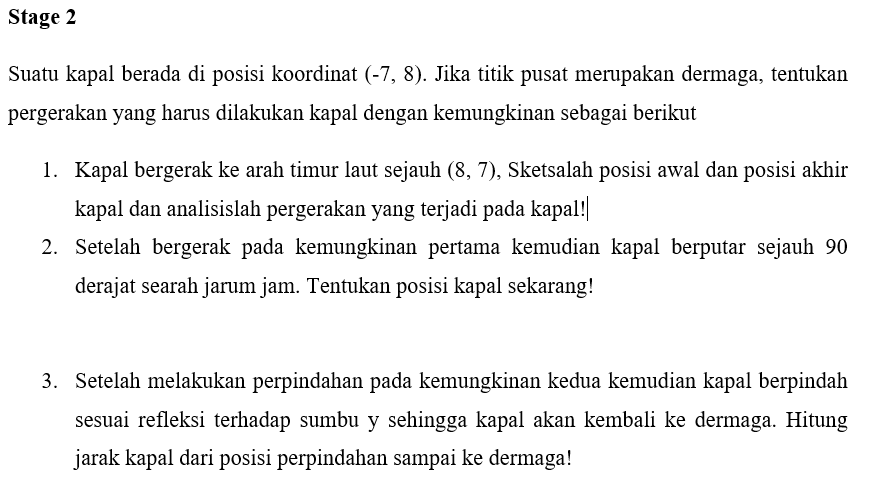 Stage 2
Suatu kapal berada di posisi koordinat (-7, 8). Jika titik pusat merupakan dermaga, tentukan
pergerakan yang harus dilakukan kapal dengan kemungkinan sebagai berikut
1. Kapal bergerak ke arah timur laut sejauh (8, 7), Sketsalah posisi awal dan posisi akhir
kapal dan analisislah pergerakan yang terjadi pada kapal!
2. Setelah bergerak pada kemungkinan pertama kemudian kapal berputar sejauh 90
derajat searah jarum jam. Tentukan posisi kapal sekarang!
3. Setelah melakukan perpindahan pada kemungkinan kedua kemudian kapal berpindah
sesuai refleksi terhadap sumbu y sehingga kapal akan kembali ke dermaga. Hitung
jarak kapal dari posisi perpindahan sampai ke dermaga!